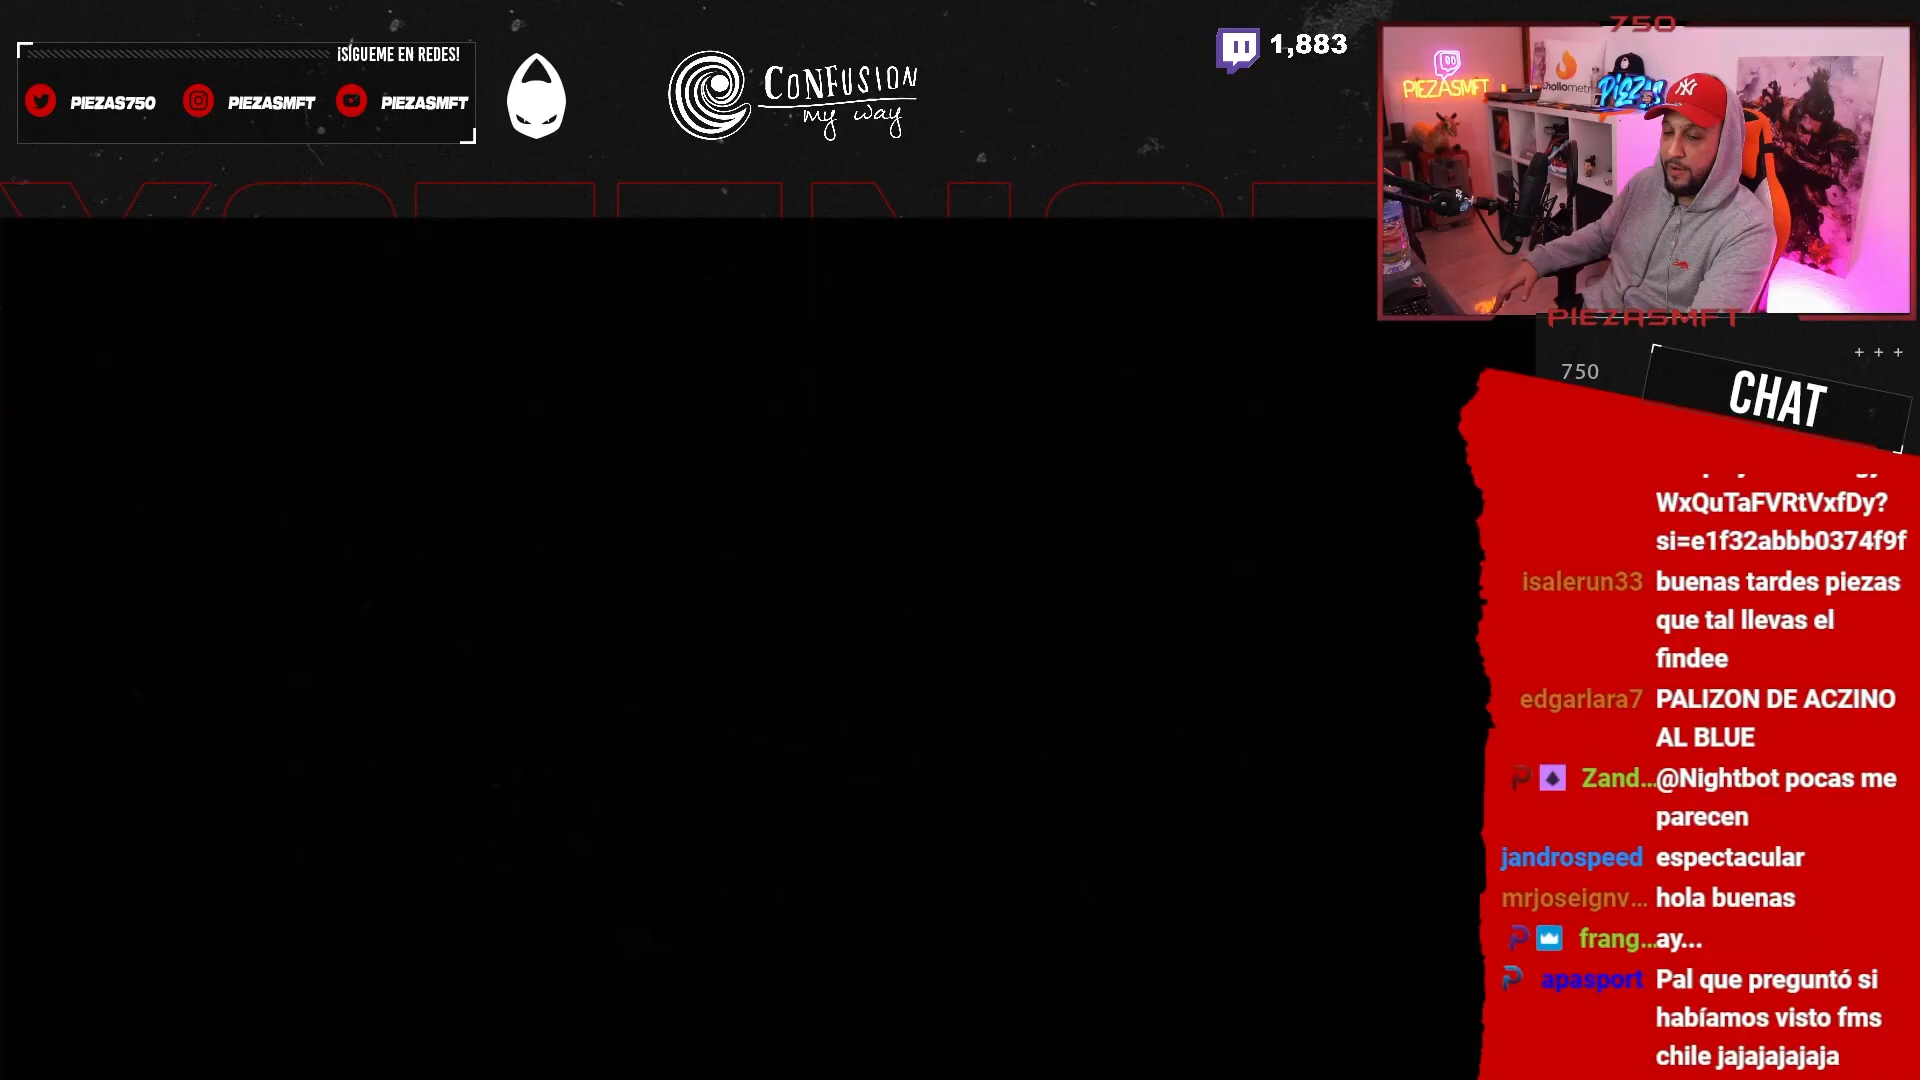 ¡SÍGUEME EN REDES!
PIEZAS750
PIEZASMFT
PIEZASMFT
CONFUSION
my way
1,883
750
PIEZASMFT
PIEZAS
PIEZASMFT
750
+ + +
CHAT
WxQuTaFVRtVxfDy?
si=e1f32abbb0374f9f
isalerun33 buenas tardes piezas
que tal llevas el
findee
edgarlara7 PALIZON DE ACZINO
AL BLUE
Zand... @Nightbot pocas me
parecen
jandrospeed espectacular
mrjoseignv... hola buenas
frang... ay...
apasport Pal que preguntó si
habíamos visto fms
chile jajajajajaja